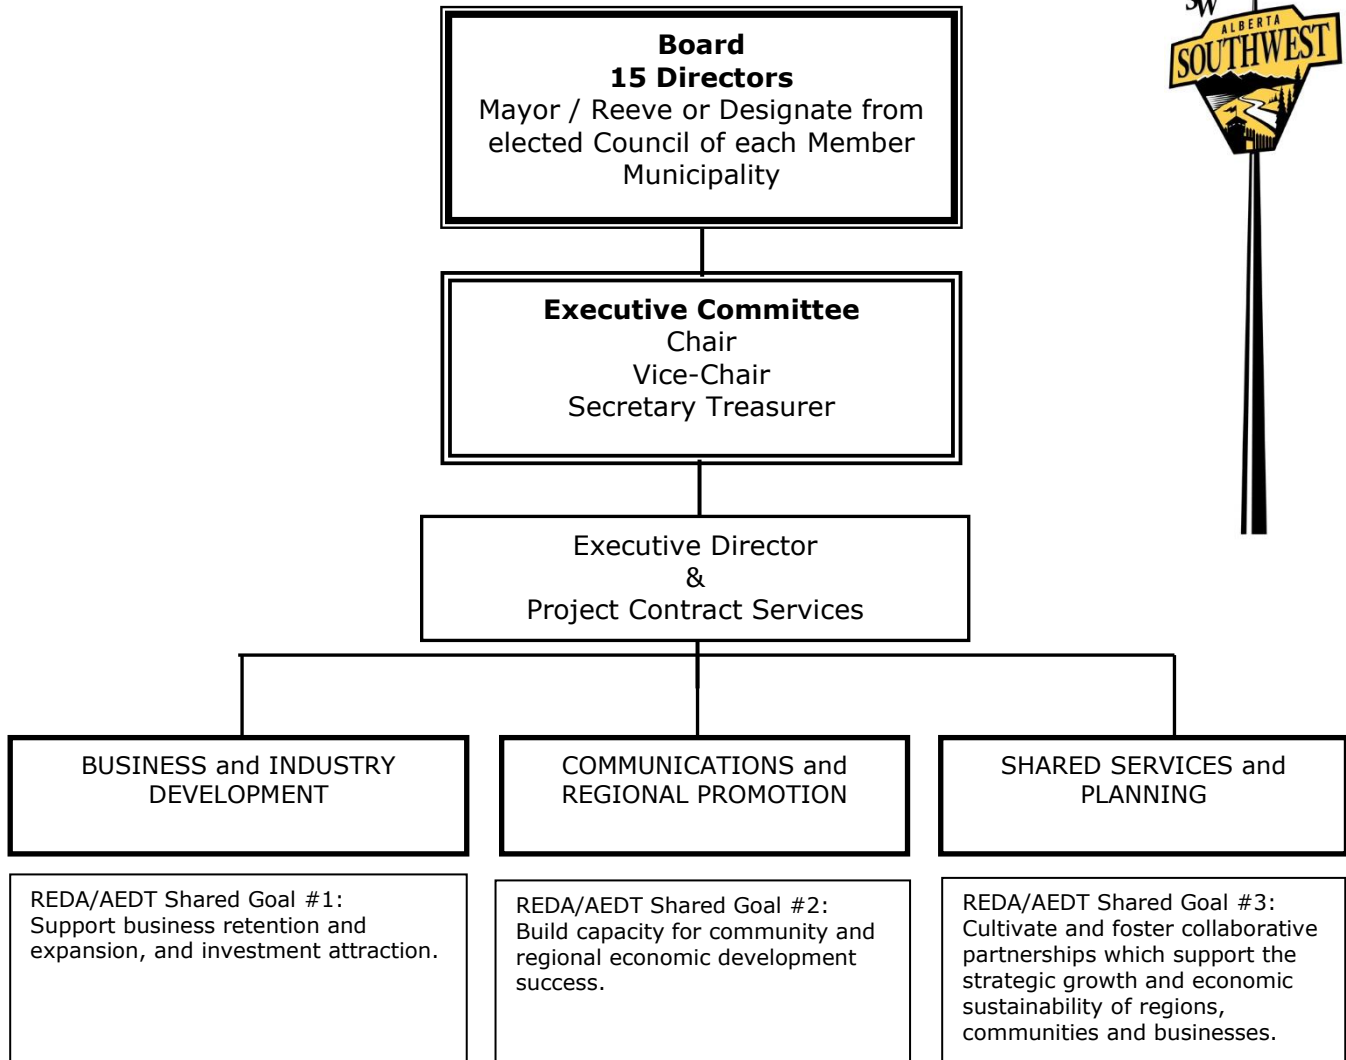 Board
15 Directors
Mayor / Reeve or Designate from
elected Council of each Member
Municipality
SW
ALBERTA
SOUTHWEST
Executive Committee
Chair
Vice-Chair
Secretary Treasurer
Executive Director
&
Project Contract Services
BUSINESS and INDUSTRY
DEVELOPMENT
COMMUNICATIONS and
REGIONAL PROMOTION
SHARED SERVICES and
PLANNING
REDA/AEDT Shared Goal #1:
Support business retention and
expansion, and investment attraction.
REDA/AEDT Shared Goal #2:
Build capacity for community and
regional economic development
success.
REDA/AEDT Shared Goal #3:
Cultivate and foster collaborative
partnerships which support the
strategic growth and economic
sustainability of regions,
communities and businesses.